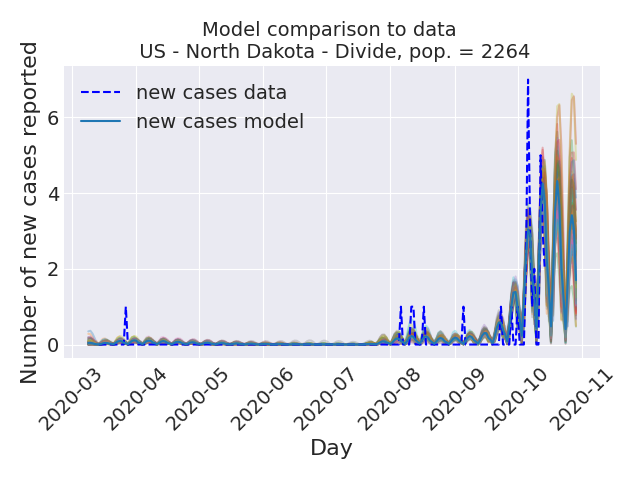 Model comparison to data
US - North Dakota - Divide, pop. = 2264
Number of new cases reported
new cases data
new cases model
6
4
2
0
2020-03
2020-04
2020-05
2020-06
2020-07
2020-08
2020-09
2020-10
2020-11
Day